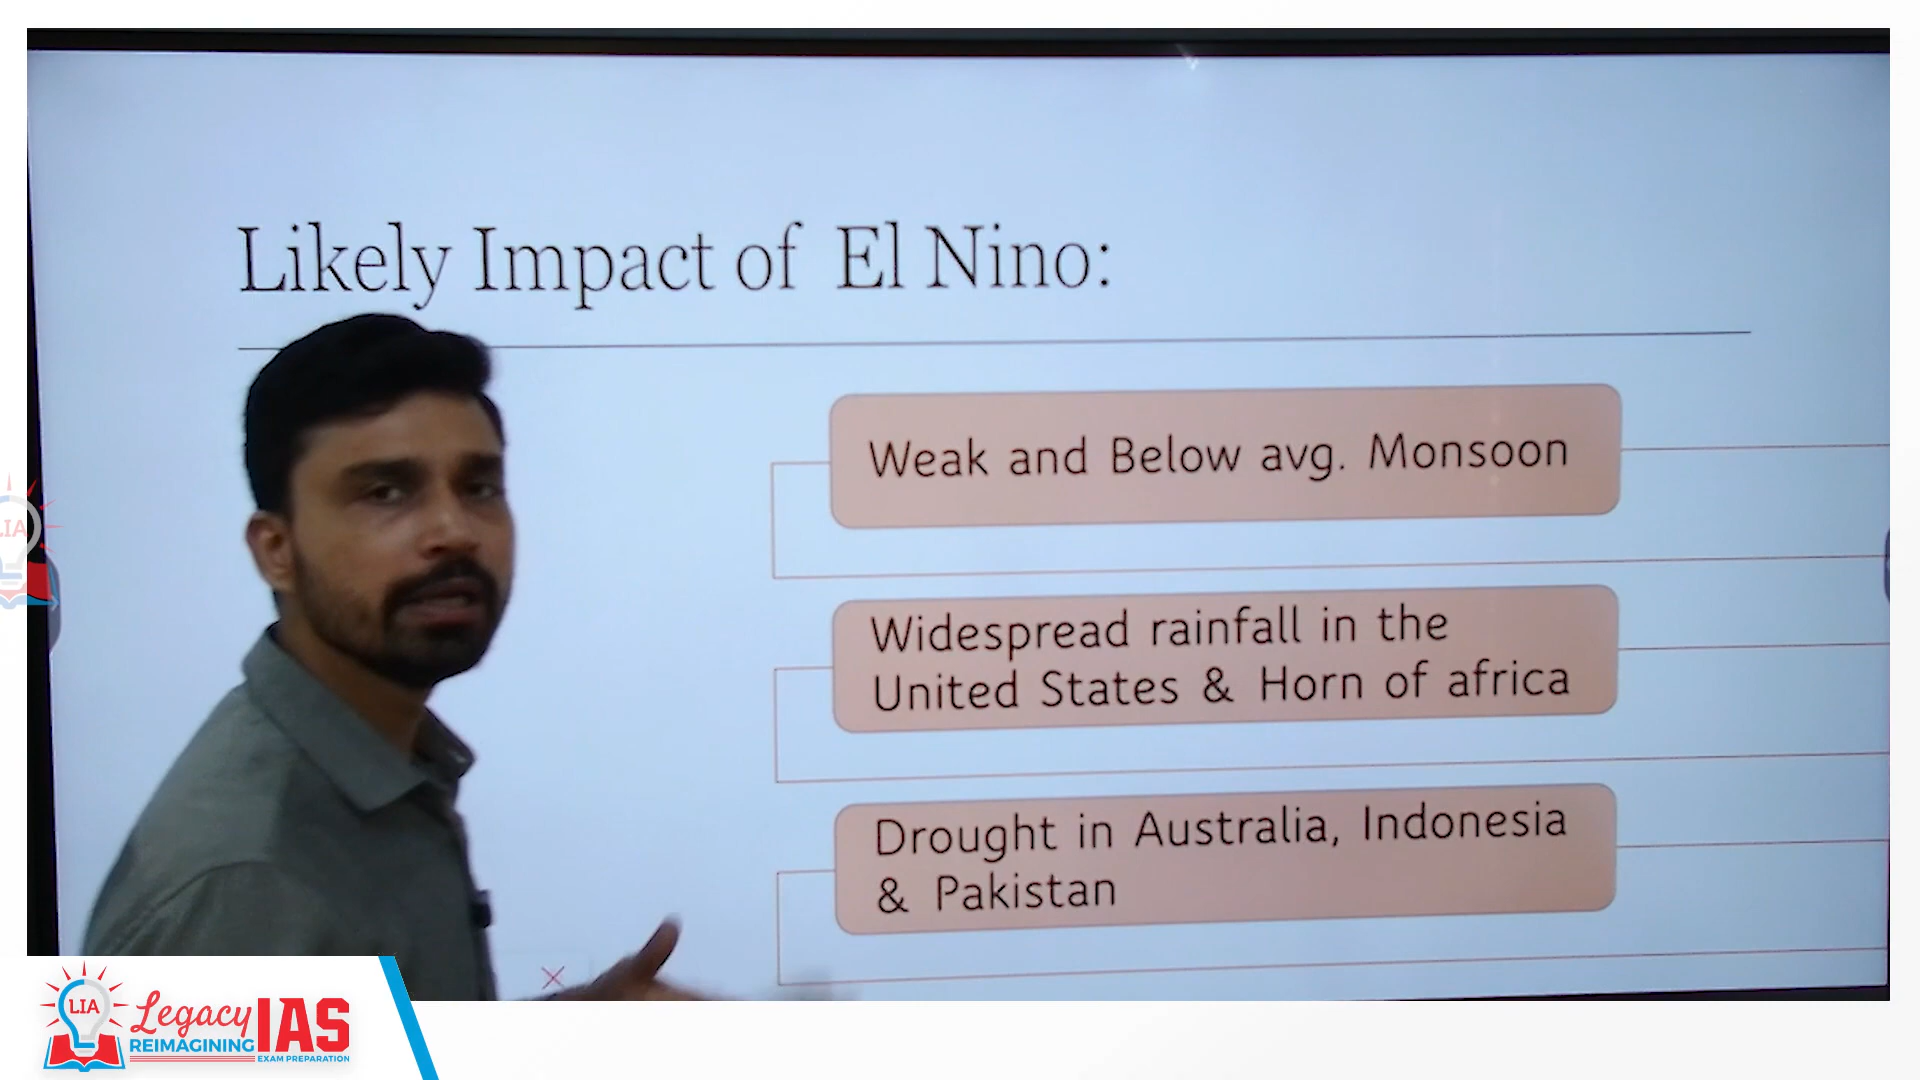 Likely Impact of El Nino:
Weak and Below avg. Monsoon
Widespread rainfall in the
United States & Horn of africa
Drought in Australia, Indonesia
& Pakistan
LIA
LIA
Legacy
IAS
REIMAGINING
EXAM PREPARATION